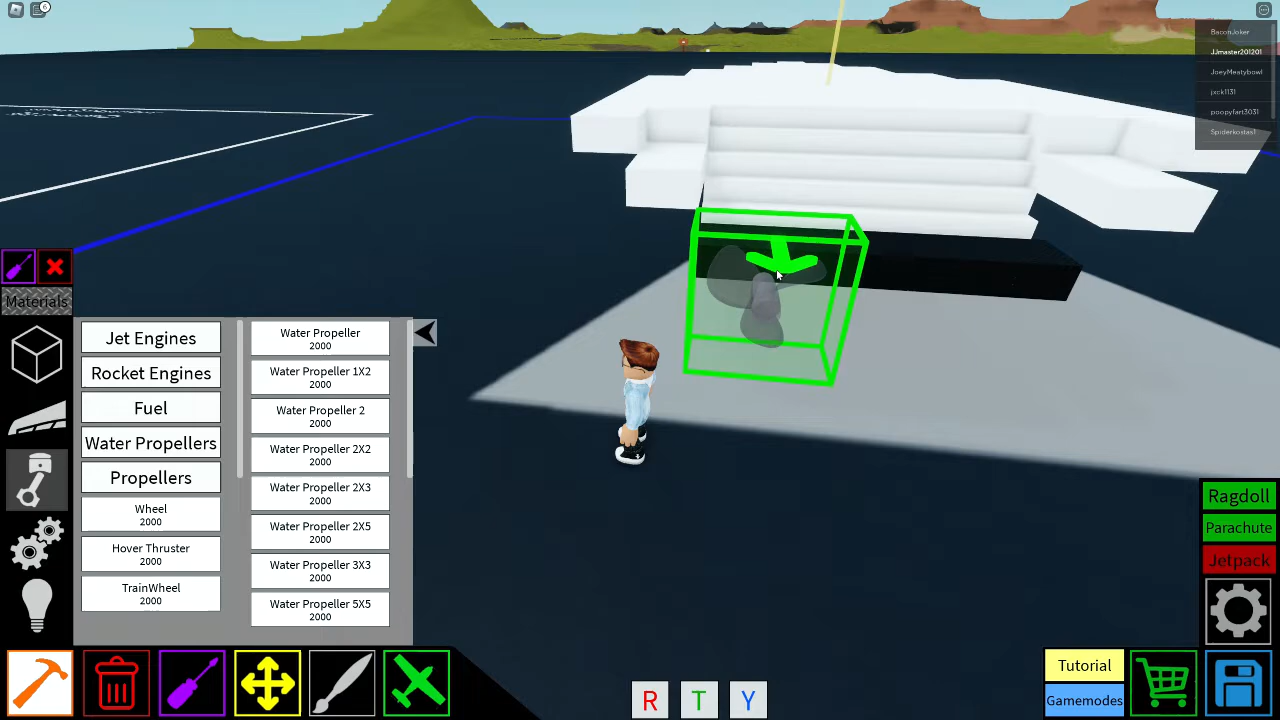 6
BaconJoker
JJmaster201201
JoeyMeatybowl
jxck1131
poopyfart3031
Spiderkostas1
Materials
Jet Engines
Rocket Engines
Fuel
Water Propellers
Propellers
Wheel
2000
Hover Thruster
2000
TrainWheel
2000
Water Propeller
2000
Water Propeller 1X2
2000
Water Propeller 2
2000
Water Propeller 2X2
2000
Water Propeller 2X3
2000
Water Propeller 2X5
2000
Water Propeller 3X3
2000
Water Propeller 5X5
2000
Ragdoll
Parachute
Jetpack
Tutorial
Gamemodes
R T Y